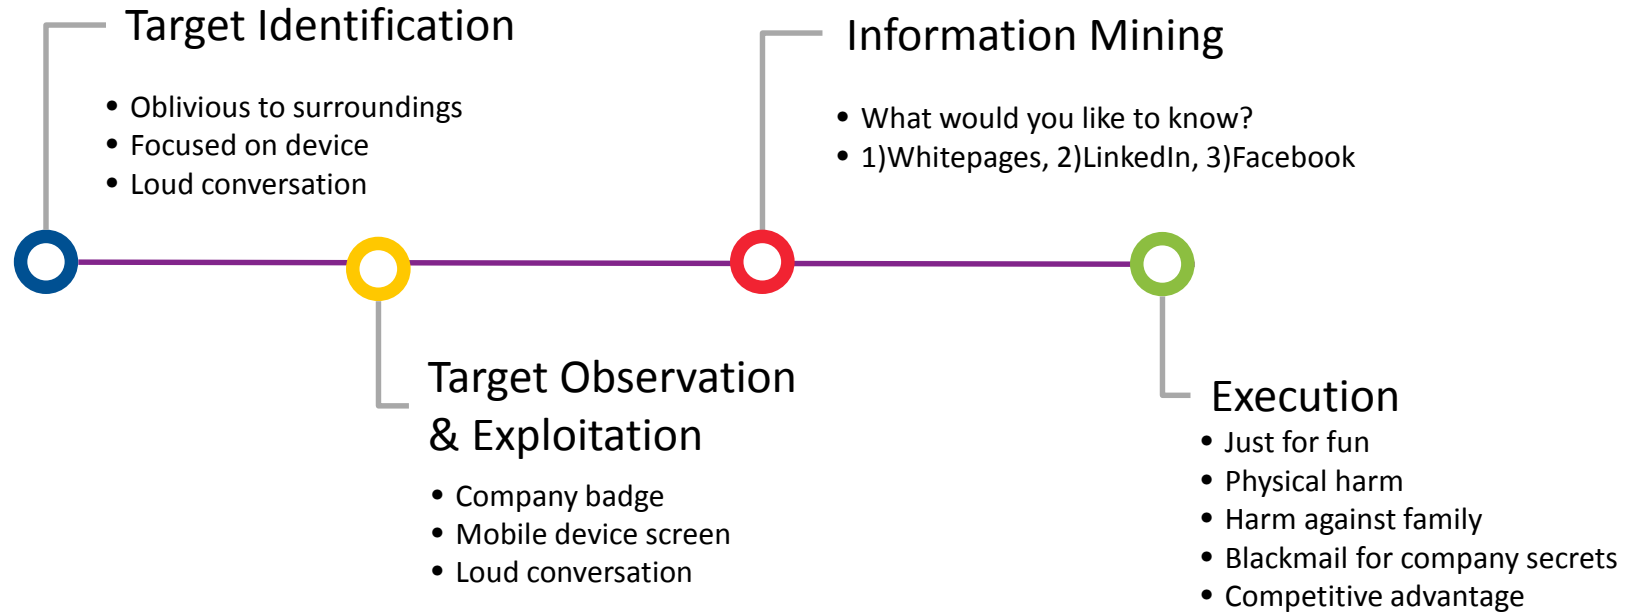 Target Identification
• Oblivious to surroundings
• Focused on device
• Loud conversation
Target Observation
& Exploitation
• Company badge
• Mobile device screen
• Loud conversation
Information Mining
• What would you like to know?
• 1)Whitepages, 2)LinkedIn, 3)Facebook
Execution
• Just for fun
• Physical harm
• Harm against family
• Blackmail for company secrets
• Competitive advantage